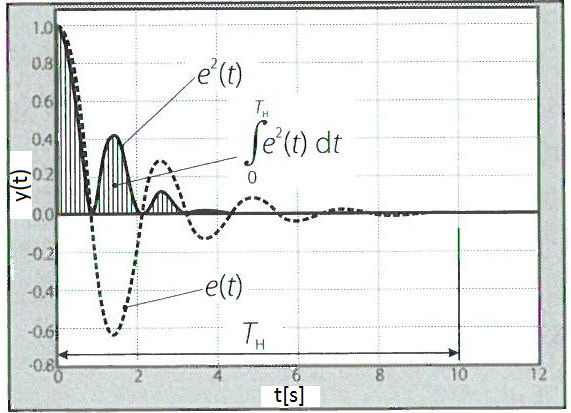 1.0
0.8
0.6
0.4
0.2
0.0
-0.2
-0.4
-0.6
-0.8
y(t)
e²(t)
T_H
∫e²(t) dt
0
e(t)
T_H
0 2 4 6 8 10 12
t[s]